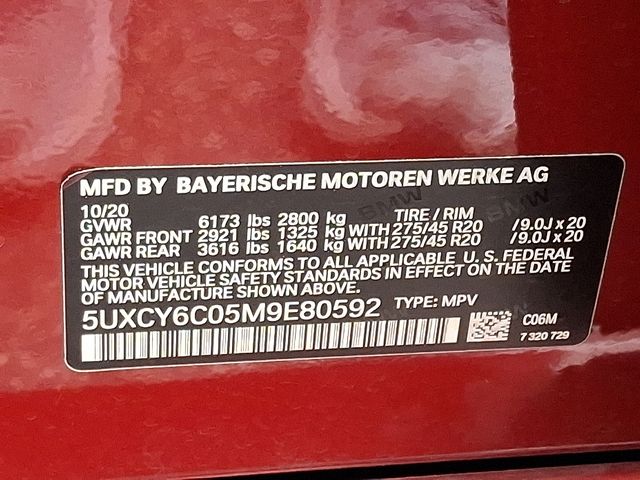 MFD BY BAYERISCHE MOTOREN WERKE AG
10/20 TIRE / RIM
GVWR 6173 lbs 2800 kg
GAWR FRONT 2921 lbs 1325 kg WITH 275/45 R20 /9.0J x 20
GAWR REAR 3616 lbs 1640 kg WITH 275/45 R20 /9.0J x 20
THIS VEHICLE CONFORMS TO ALL APPLICABLE U. S. FEDERAL
MOTOR VEHICLE SAFETY STANDARDS IN EFFECT ON THE DATE
OF MANUFACTURE SHOWN ABOVE.
5UXCY6C05M9E80592 TYPE: MPV
C06M
7 320 729
BMW
BMW